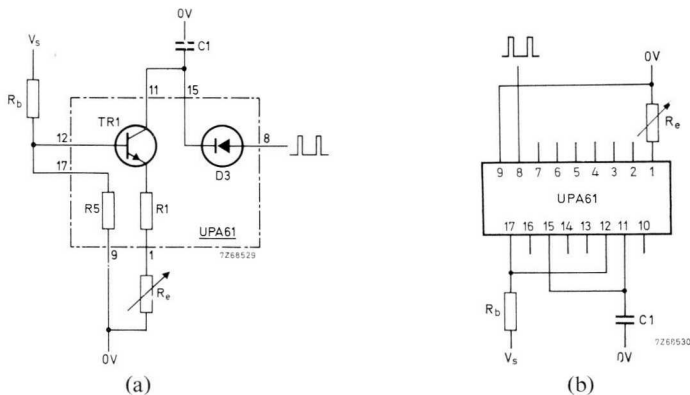 0V
Vs
C1
11 15
Rb
TR1
12
17
8
D3
R5
R1
UPA61
9
1
7Z68529
Re
0V
(a)
0V
Re
9 8 7 6 5 4 3 2 1
UPA61
17 16 15 14 13 12 11 10
Rb
C1
Vs
0V
7Z68530
(b)